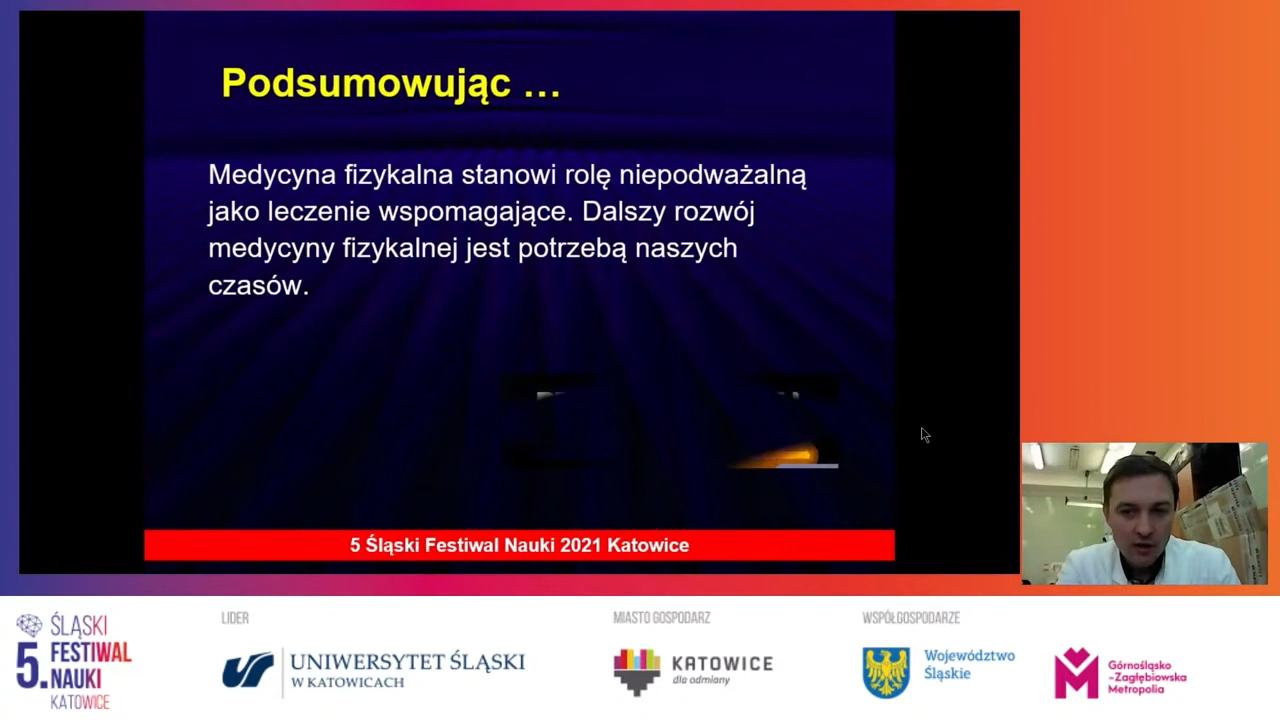 Podsumowując ...
Medycyna fizykalna stanowi rolę niepodważalną
jako leczenie wspomagające. Dalszy rozwój
medycyny fizykalnej jest potrzebą naszych
czasów.
5 Śląski Festiwal Nauki 2021 Katowice
5.
ŚLĄSKI
FESTIWAL
NAUKI
KATOWICE
LIDER
UNIWERSYTET ŚLĄSKI
W KATOWICACH
MIASTO GOSPODARZ
KATOWICE
dla odmiany
WSPÓŁGOSPODARZE
Województwo
Śląskie
Górnośląsko
-Zagłębiowska
Metropolia